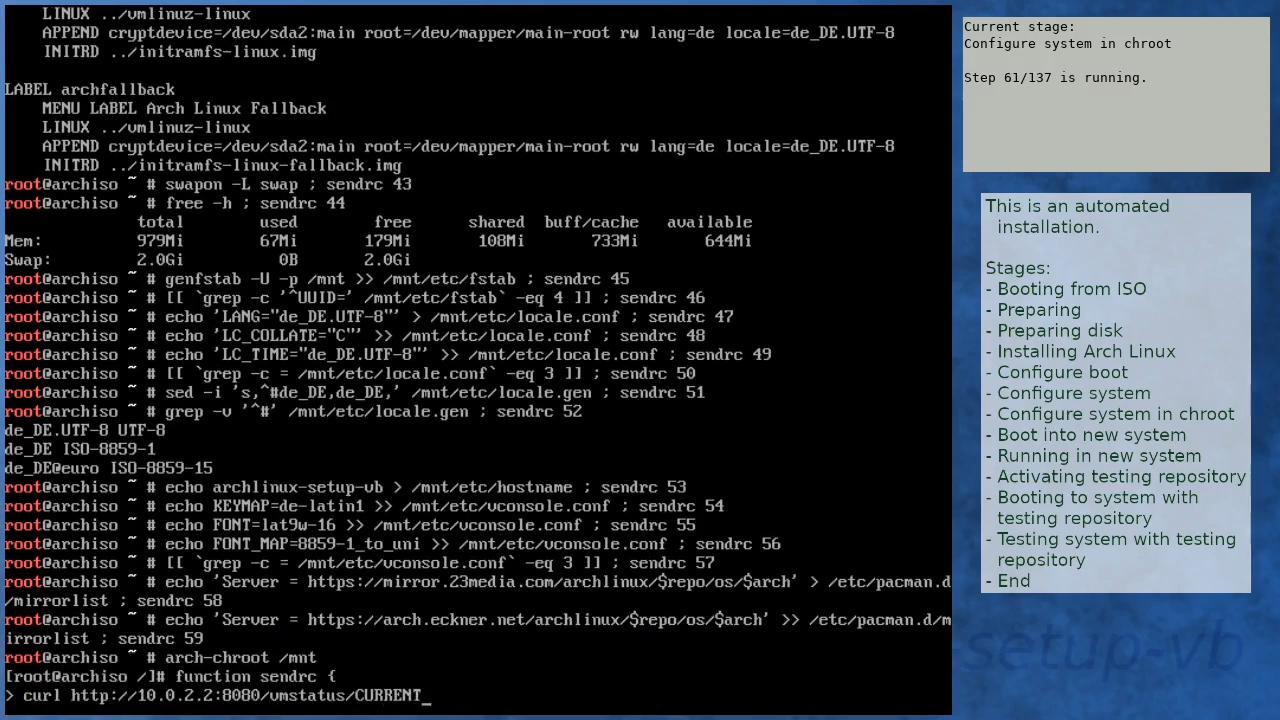 LINUX ../vmlinuz-linux
    APPEND cryptdevice=/dev/sda2:main root=/dev/mapper/main-root rw lang=de locale=de_DE.UTF-8
    INITRD ../initramfs-linux.img

LABEL archfallback
    MENU LABEL Arch Linux Fallback
    LINUX ../vmlinuz-linux
    APPEND cryptdevice=/dev/sda2:main root=/dev/mapper/main-root rw lang=de locale=de_DE.UTF-8
    INITRD ../initramfs-linux-fallback.img
root@archiso ~ # swapon -L swap ; sendrc 43
root@archiso ~ # free -h ; sendrc 44
              total        used        free      shared  buff/cache   available
Mem:          979Mi        67Mi       179Mi       108Mi       733Mi       644Mi
Swap:         2.0Gi          0B       2.0Gi
root@archiso ~ # genfstab -U -p /mnt >> /mnt/etc/fstab ; sendrc 45
root@archiso ~ # [[ `grep -c '^UUID=' /mnt/etc/fstab` -eq 4 ]] ; sendrc 46
root@archiso ~ # echo 'LANG="de_DE.UTF-8"' > /mnt/etc/locale.conf ; sendrc 47
root@archiso ~ # echo 'LC_COLLATE="C"' >> /mnt/etc/locale.conf ; sendrc 48
root@archiso ~ # echo 'LC_TIME="de_DE.UTF-8"' >> /mnt/etc/locale.conf ; sendrc 49
root@archiso ~ # [[ `grep -c = /mnt/etc/locale.conf` -eq 3 ]] ; sendrc 50
root@archiso ~ # sed -i 's,^#de_DE,de_DE,' /mnt/etc/locale.gen ; sendrc 51
root@archiso ~ # grep -v '^#' /mnt/etc/locale.gen ; sendrc 52
de_DE.UTF-8 UTF-8
de_DE ISO-8859-1
de_DE@euro ISO-8859-15
root@archiso ~ # echo archlinux-setup-vb > /mnt/etc/hostname ; sendrc 53
root@archiso ~ # echo KEYMAP=de-latin1 >> /mnt/etc/vconsole.conf ; sendrc 54
root@archiso ~ # echo FONT=lat9w-16 >> /mnt/etc/vconsole.conf ; sendrc 55
root@archiso ~ # echo FONT_MAP=8859-1_to_uni >> /mnt/etc/vconsole.conf ; sendrc 56
root@archiso ~ # [[ `grep -c = /mnt/etc/vconsole.conf` -eq 3 ]] ; sendrc 57
root@archiso ~ # echo 'Server = https://mirror.23media.com/archlinux/$repo/os/$arch' > /etc/pacman.d
/mirrorlist ; sendrc 58
root@archiso ~ # echo 'Server = https://arch.eckner.net/archlinux/$repo/os/$arch' >> /etc/pacman.d/m
irrorlist ; sendrc 59
root@archiso ~ # arch-chroot /mnt
[root@archiso /]# function sendrc {
> curl http://10.0.2.2:8080/vmstatus/CURRENT_
Current stage:
Configure system in chroot

Step 61/137 is running.
This is an automated
installation.

Stages:
- Booting from ISO
- Preparing
- Preparing disk
- Installing Arch Linux
- Configure boot
- Configure system
- Configure system in chroot
- Boot into new system
- Running in new system
- Activating testing repository
- Booting to system with
testing repository
- Testing system with testing
repository
- End
setup-vb